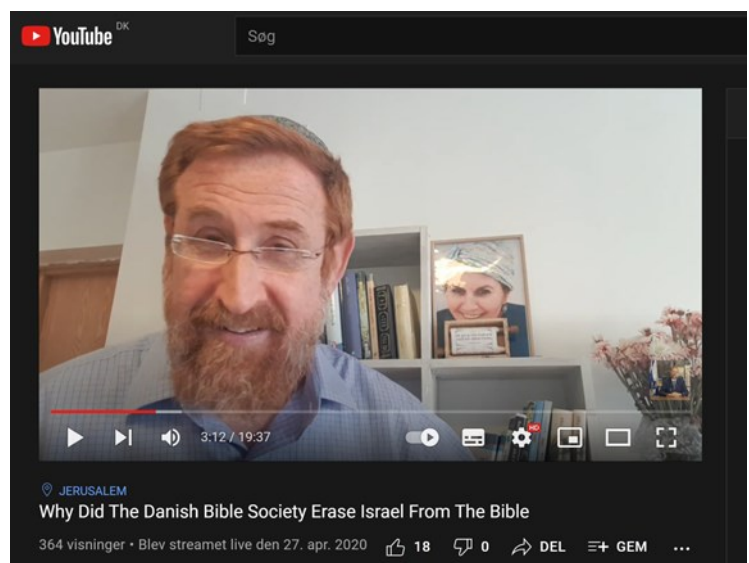 YouTube DK
Søg
3:12 / 19:37
HD
JERUSALEM
Why Did The Danish Bible Society Erase Israel From The Bible
364 visninger • Blev streamet live den 27. apr. 2020 18 0 DEL GEM ...